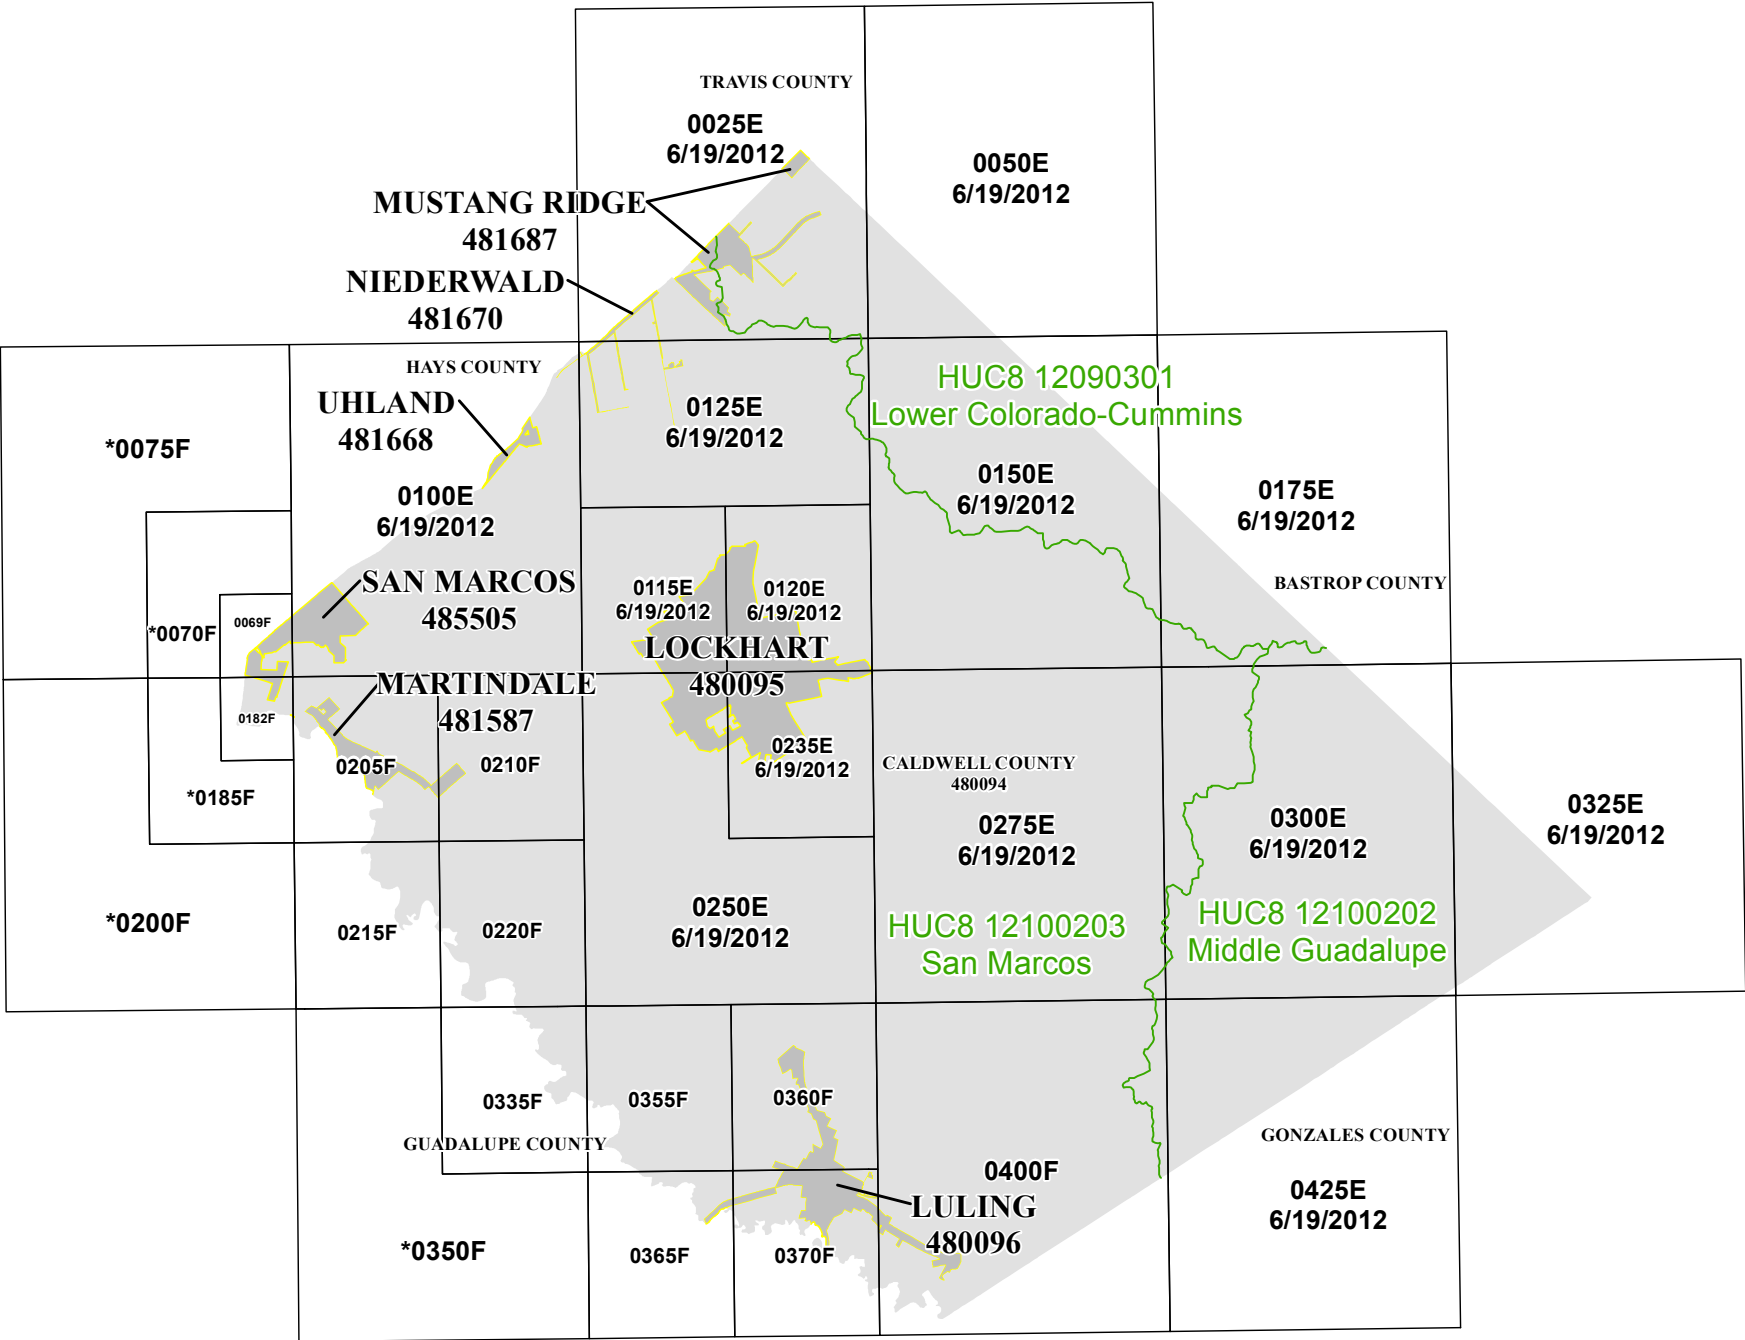 TRAVIS COUNTY
0025E
6/19/2012
0050E
6/19/2012
MUSTANG RIDGE
481687
NIEDERWALD
481670
HAYS COUNTY
UHLAND
481668
*0075F
0100E
6/19/2012
0125E
6/19/2012
HUC8 12090301
Lower Colorado-Cummins
0150E
6/19/2012
0175E
6/19/2012
BASTROP COUNTY
SAN MARCOS
485505
*0070F
0069F
0115E
6/19/2012
0120E
6/19/2012
LOCKHART
480095
MARTINDALE
481587
0182F
*0185F
0205F
0210F
0235E
6/19/2012
CALDWELL COUNTY
480094
0275E
6/19/2012
0300E
6/19/2012
0325E
6/19/2012
*0200F
0215F
0220F
0250E
6/19/2012
HUC8 12100203
San Marcos
HUC8 12100202
Middle Guadalupe
0335F
0355F
0360F
GUADALUPE COUNTY
GONZALES COUNTY
0400F
LULING
480096
0425E
6/19/2012
*0350F
0365F
0370F